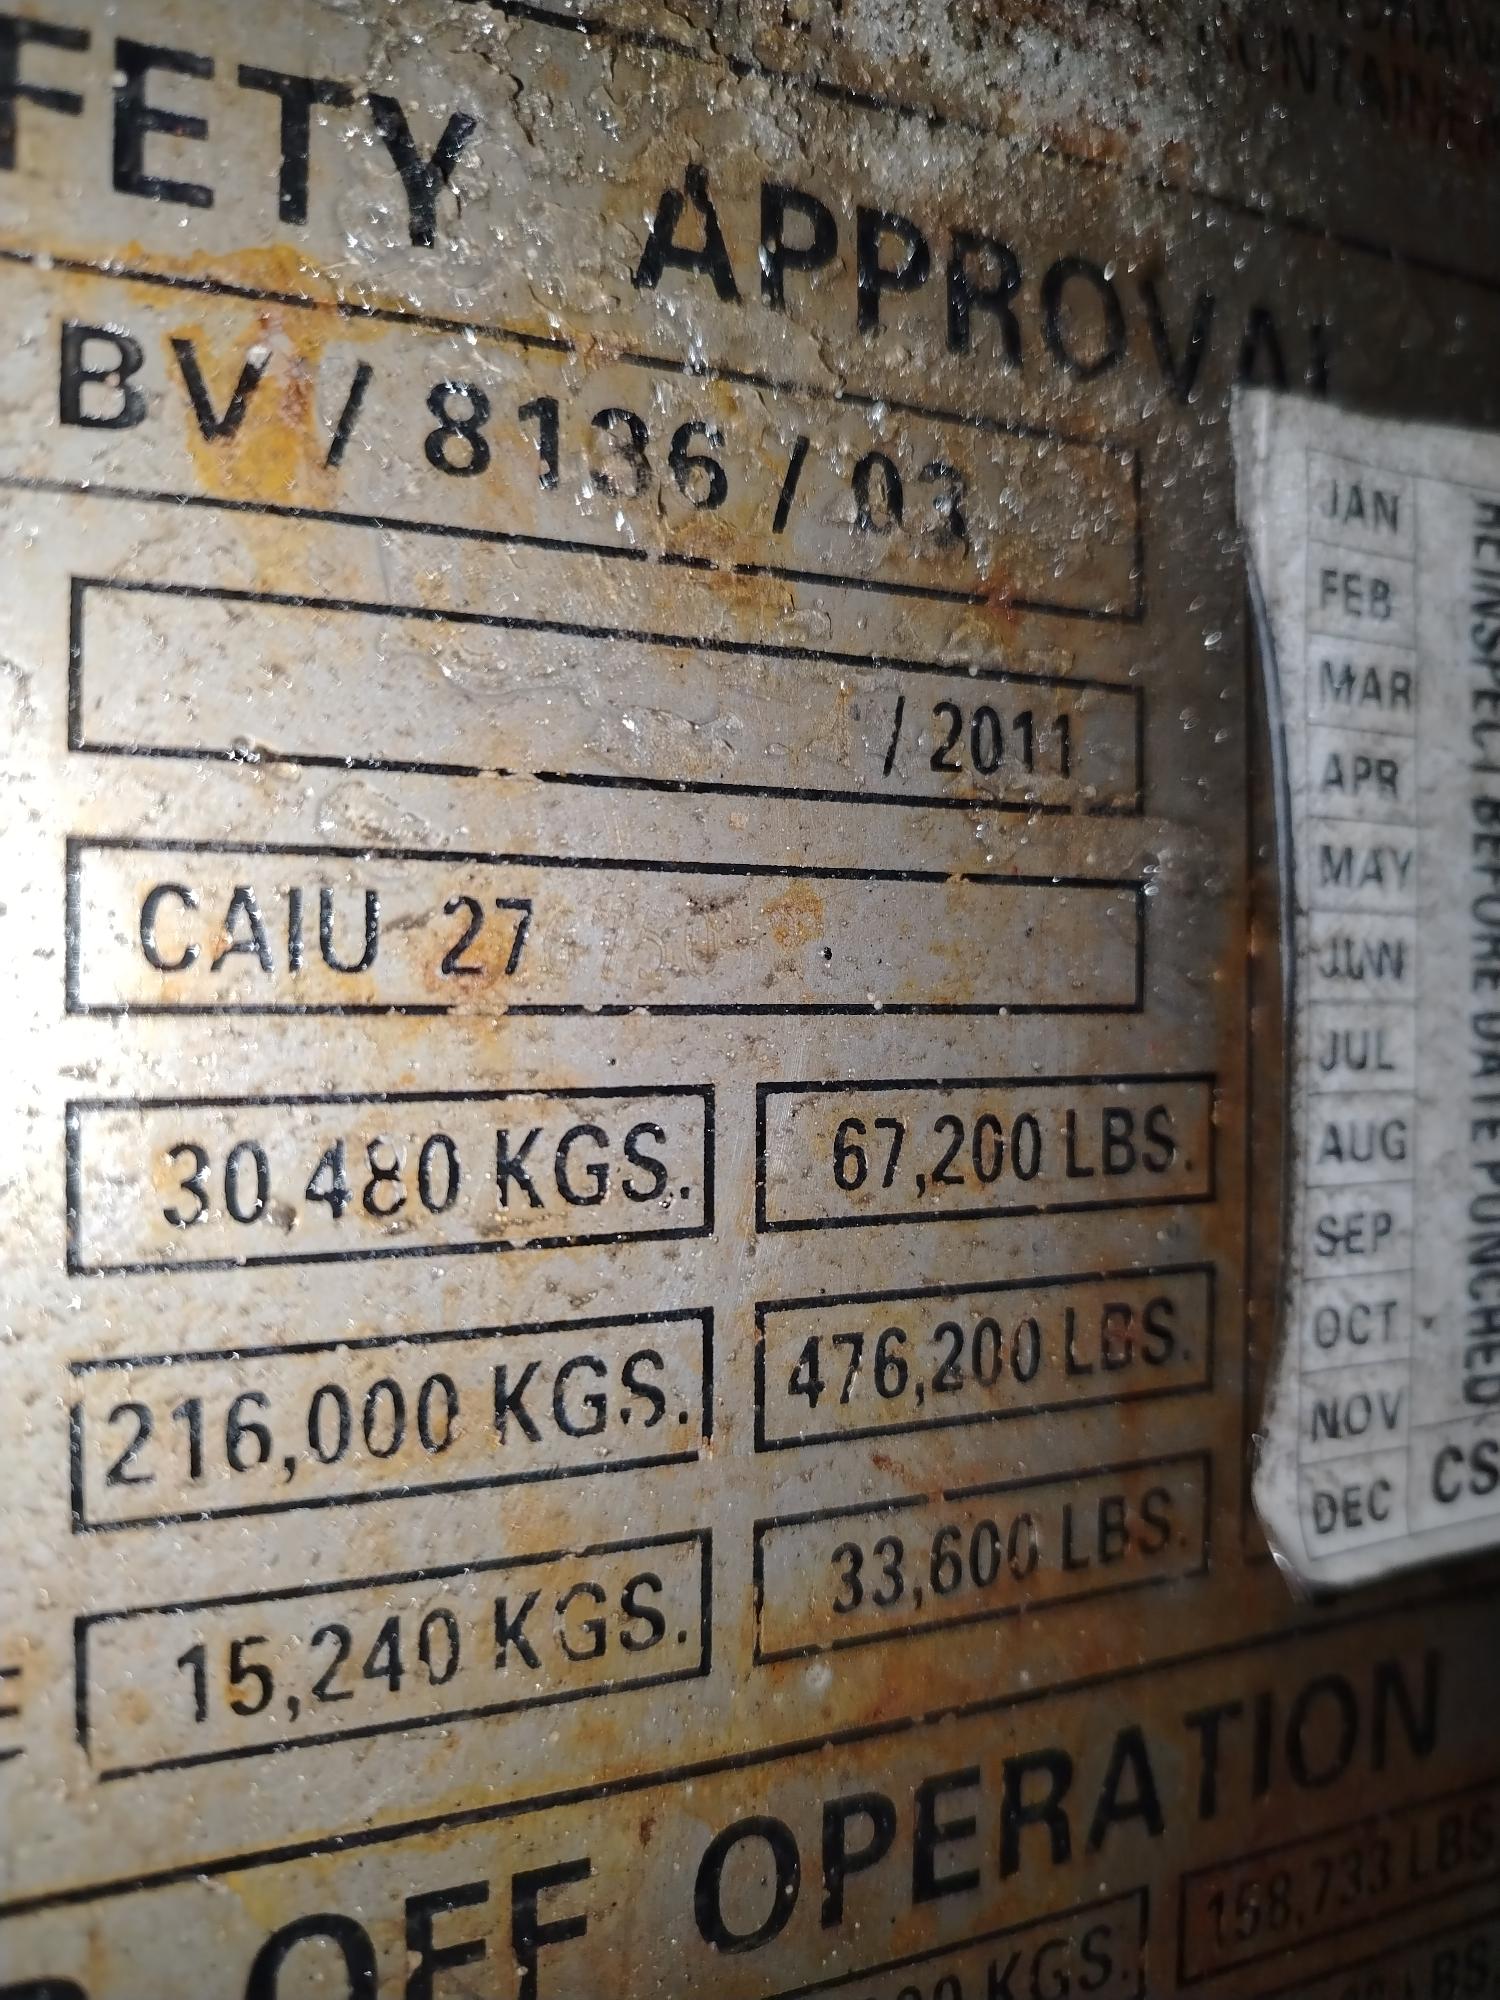 FETY APPROVAL
BV / 8136 / 03
/ 2011
CAIU 27
30,480 KGS. 67,200 LBS.
216,000 KGS. 476,200 LBS.
15,240 KGS. 33,600 LBS.
OFF OPERATION
KGS. 158,733 LBS.
JAN
FEB
MAR
APR
MAY
JUN
JUL
AUG
SEP
OCT
NOV
DEC
REINSPECT BEFORE DATE PUNCHED
CS